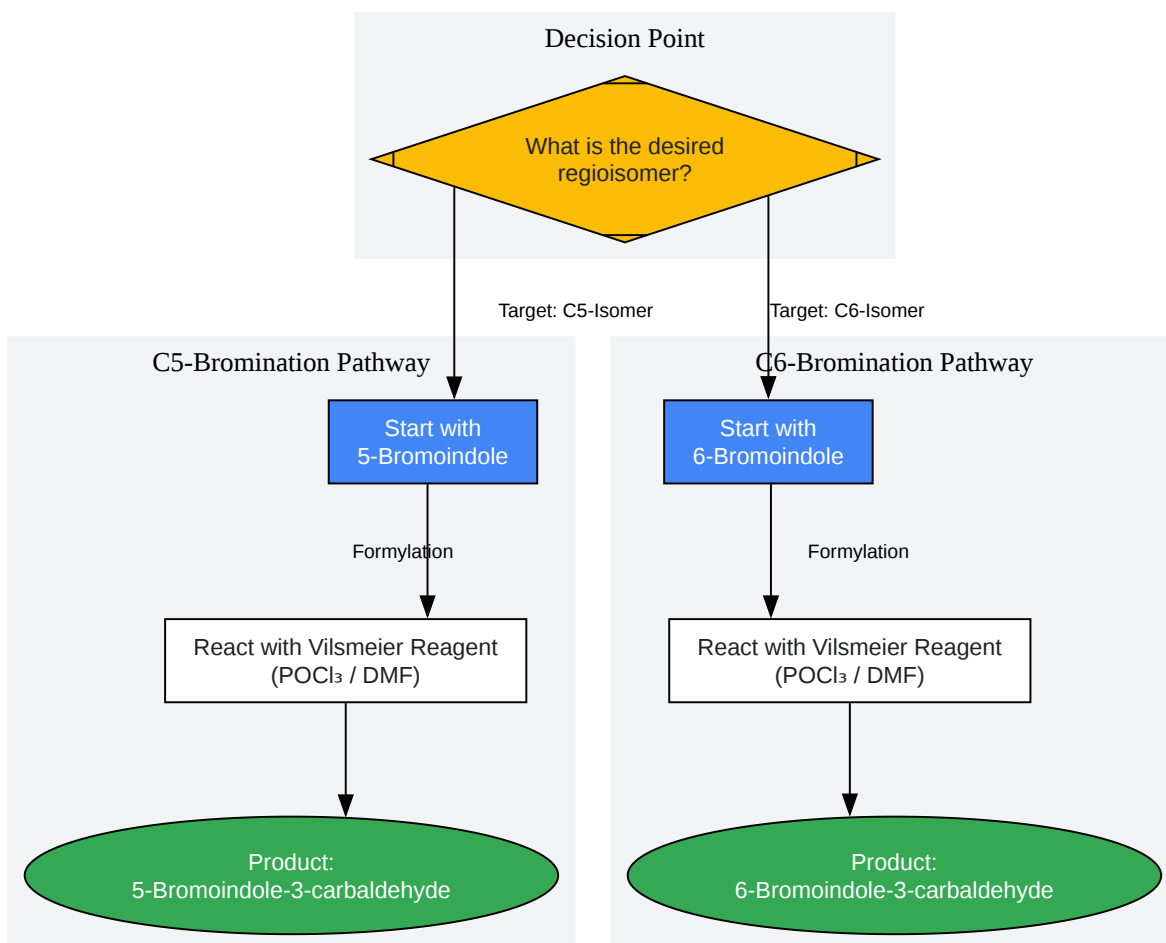 Decision Point
What is the desired
regioisomer?
Target: C5-Isomer
Target: C6-Isomer
C5-Bromination Pathway
C6-Bromination Pathway
Start with
5-Bromoindole
Start with
6-Bromoindole
Formylation
Formylation
React with Vilsmeier Reagent
(POCl₃ / DMF)
React with Vilsmeier Reagent
(POCl₃ / DMF)
Product:
5-Bromoindole-3-carbaldehyde
Product:
6-Bromoindole-3-carbaldehyde